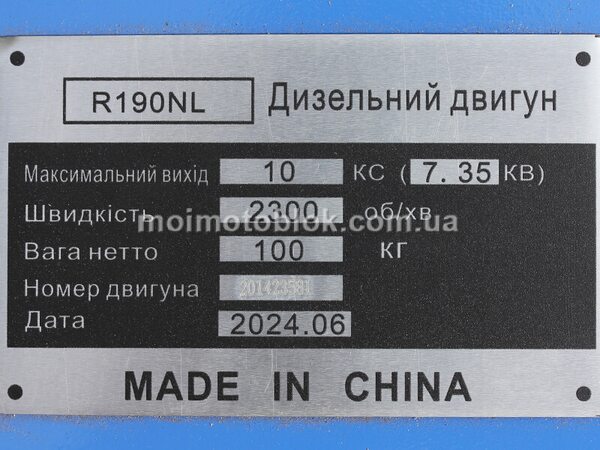 R190NL Дизельний двигун
Максимальний вихід 10 КС ( 7.35 КВ)
Швидкість 2300 об/хв
moimotoblok.com.ua
Вага нетто 100 КГ
Номер двигуна
Дата 2024.06
MADE IN CHINA